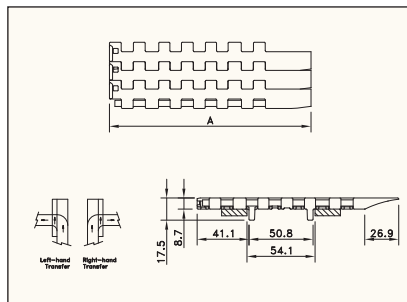 A
17.5
8.7
41.1
50.8
54.1
26.9
Left-hand
Transfer
Right-hand
Transfer